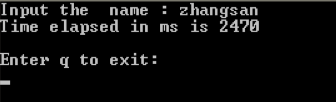 Input the  name : zhangsan
Time elapsed in ms is 2470
Enter q to exit: